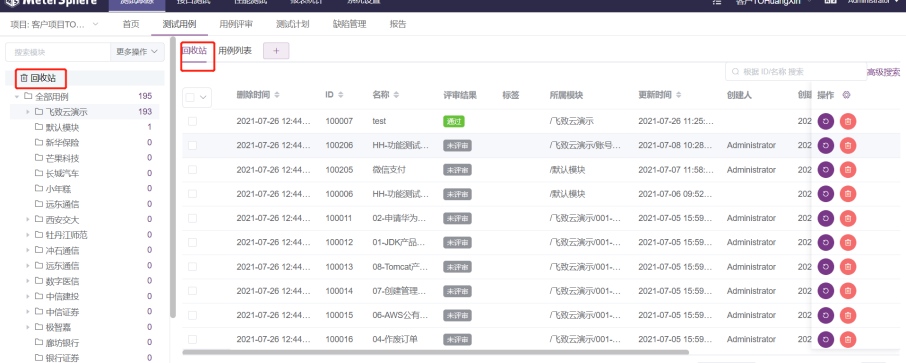 MeterSphere 测试跟踪 接口测试 性能测试 报表统计 系统设置 客户TOHuangXin Administrator
项目: 客户项目TO... 首页 测试用例 用例评审 测试计划 缺陷管理 报告
搜索模块 更多操作
回收站
全部用例 195
飞致云演示 193
默认模块 1
新华保险 0
芒果科技 0
长城汽车 0
小年糕 0
远东通信 0
西安交大 0
牡丹江师范 0
冲石通信 0
远东通信 0
数字医信 0
中信建投 0
中信证券 0
极智嘉 0
廊坊银行 0
银行证券 0
回收站 用例列表 +
根据 ID/名称 搜索 高级搜索
删除时间 ID 名称 评审结果 标签 所属模块 更新时间 创建人 创建 操作
2021-07-26 12:44... 100007 test 通过 /飞致云演示 2021-07-26 11:25:... 202
2021-07-26 12:44... 100206 HH-功能测试... 未评审 /飞致云演示/账号... 2021-07-08 10:28... Administrator 202
2021-07-26 12:44... 100205 微信支付 未评审 /默认模块 2021-07-07 11:58:... Administrator 202
2021-07-26 12:44... 100006 HH-功能测试... 未评审 /默认模块 2021-07-06 09:52... 202
2021-07-26 12:44... 100011 02-申请华为... 未评审 /飞致云演示/001-... 2021-07-05 15:59... Administrator 202
2021-07-26 12:44... 100012 01-JDK产品... 未评审 /飞致云演示/001-... 2021-07-05 15:59... Administrator 202
2021-07-26 12:44... 100013 08-Tomcat产... 未评审 /飞致云演示/001-... 2021-07-05 15:59... Administrator 202
2021-07-26 12:44... 100014 07-创建管理... 未评审 /飞致云演示/001-... 2021-07-05 15:59... Administrator 202
2021-07-26 12:44... 100015 06-AWS公有... 未评审 /飞致云演示/001-... 2021-07-05 15:59... Administrator 202
2021-07-26 12:44... 100016 04-作废订单 未评审 /飞致云演示/001-... 2021-07-05 15:59... Administrator 202